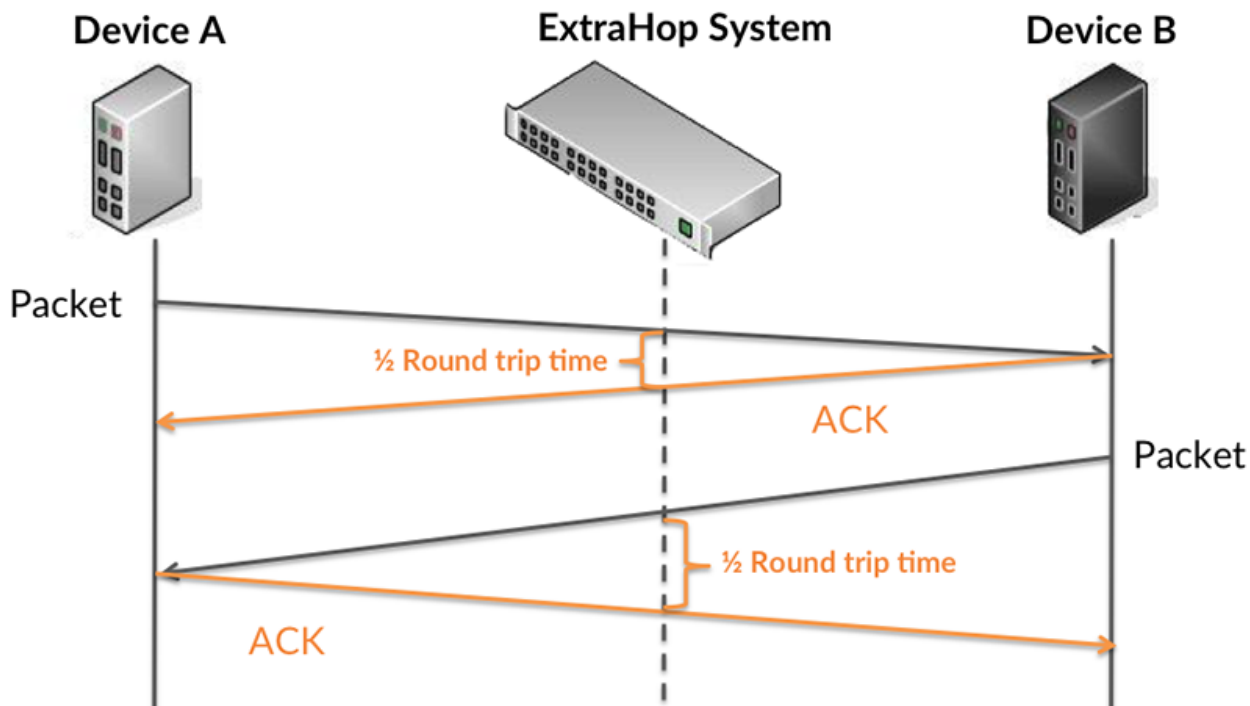 Device A
ExtraHop System
Device B
Packet
½ Round trip time
ACK
Packet
½ Round trip time
ACK